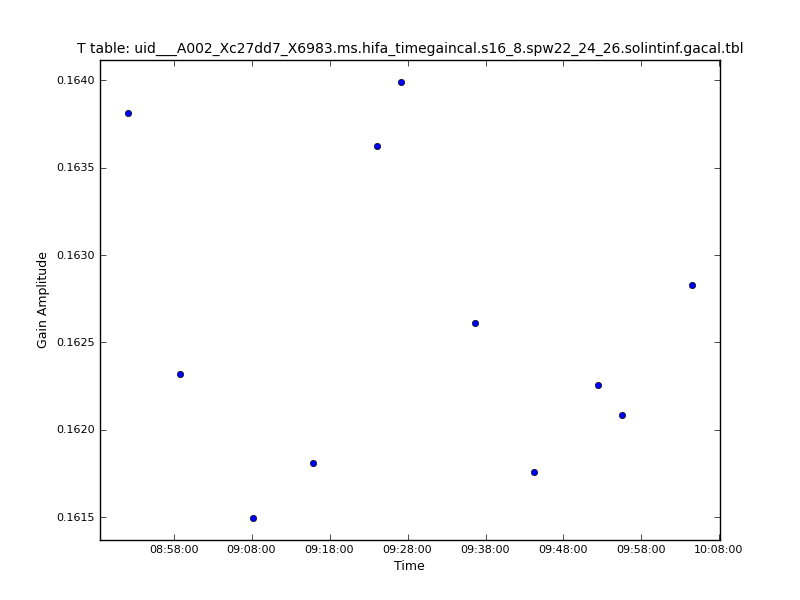 T table: uid___A002_Xc27dd7_X6983.ms.hifa_timegaincal.s16_8.spw22_24_26.solintinf.gacal.tbl
0.1640
0.1635
0.1630
0.1625
0.1620
0.1615
Gain Amplitude
08:58:00 09:08:00 09:18:00 09:28:00 09:38:00 09:48:00 09:58:00 10:08:00
Time